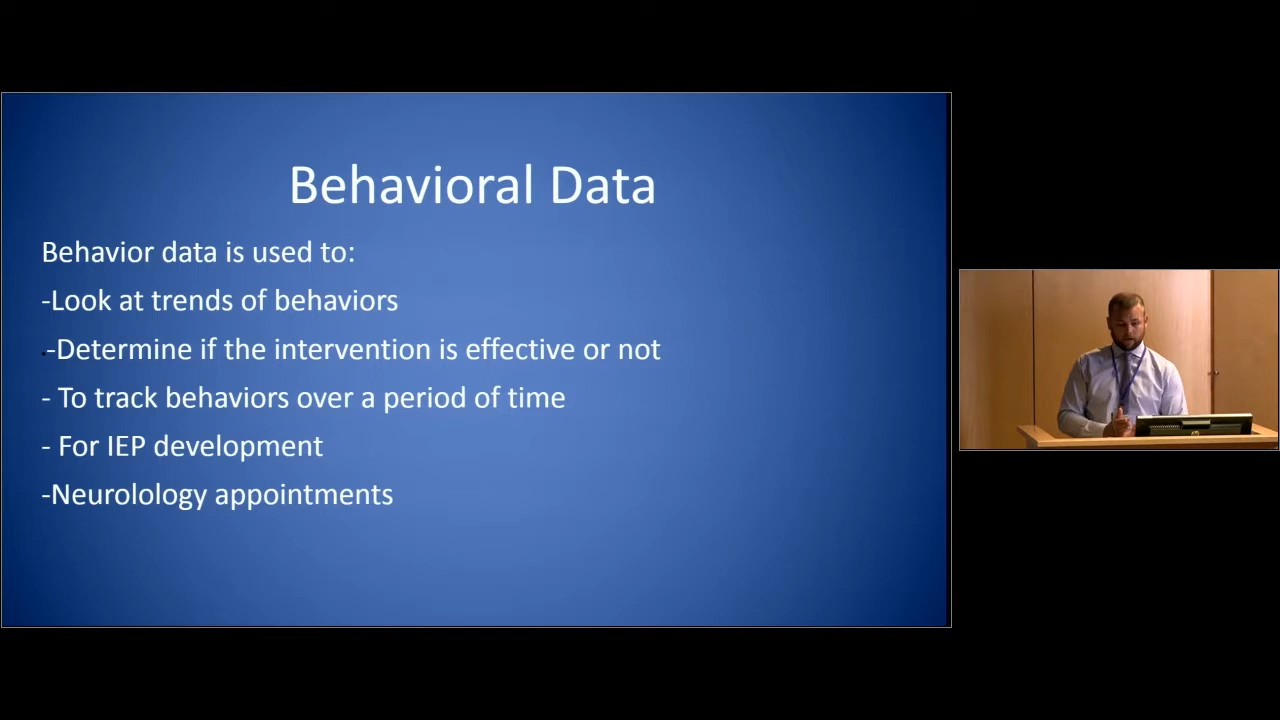 Behavioral Data
Behavior data is used to:
-Look at trends of behaviors
-Determine if the intervention is effective or not
- To track behaviors over a period of time
- For IEP development
-Neurolology appointments